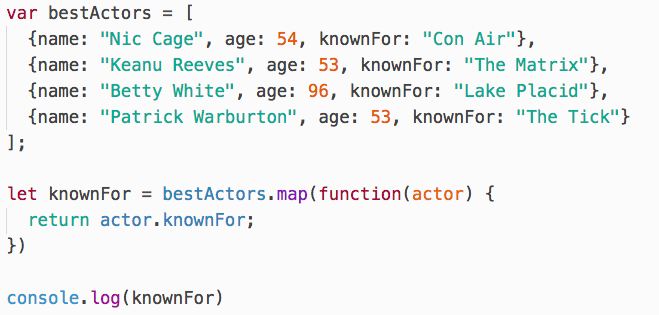 var bestActors = [
  {name: "Nic Cage", age: 54, knownFor: "Con Air"},
  {name: "Keanu Reeves", age: 53, knownFor: "The Matrix"},
  {name: "Betty White", age: 96, knownFor: "Lake Placid"},
  {name: "Patrick Warburton", age: 53, knownFor: "The Tick"}
];

let knownFor = bestActors.map(function(actor) {
  return actor.knownFor;
})

console.log(knownFor)